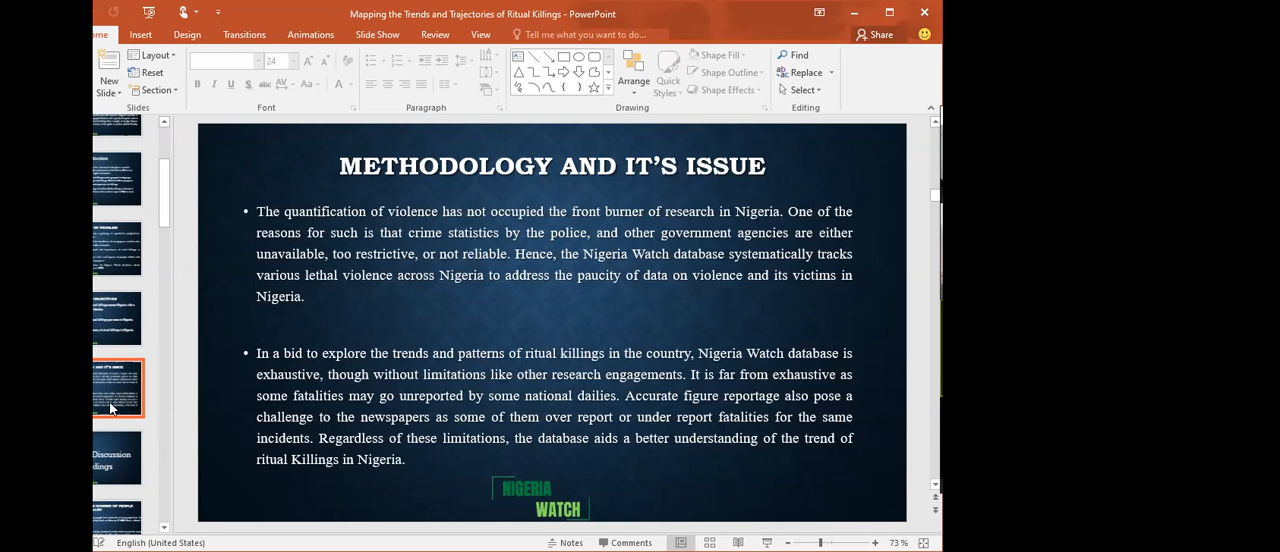 Mapping the Trends and Trajectories of Ritual Killings - PowerPoint
ome Insert Design Transitions Animations Slide Show Review View Tell me what you want to do... Share
New Slide Layout Reset Section
24
B I U S abc AV Aa A
Arrange Quick Styles Shape Fill Shape Outline Shape Effects
Find Replace Select
Slides Font Paragraph Drawing Editing
METHODOLOGY AND IT'S ISSUE
• The quantification of violence has not occupied the front burner of research in Nigeria. One of the
reasons for such is that crime statistics by the police, and other government agencies are either
unavailable, too restrictive, or not reliable. Hence, the Nigeria Watch database systematically tracks
various lethal violence across Nigeria to address the paucity of data on violence and its victims in
Nigeria.
• In a bid to explore the trends and patterns of ritual killings in the country, Nigeria Watch Database is
exhaustive, though without limitations like other research engagements. It is far from exhaustive as
some fatalities may go unreported by some national dailies. Accurate figure reportage also pose a
challenge to the newspapers as some of them over report or under report fatalities for the same
incidents. Regardless of these limitations, the database aids a better understanding of the trend of
ritual Killings in Nigeria.
NIGERIA
WATCH
Discussion
English (United States) Notes Comments 73 %